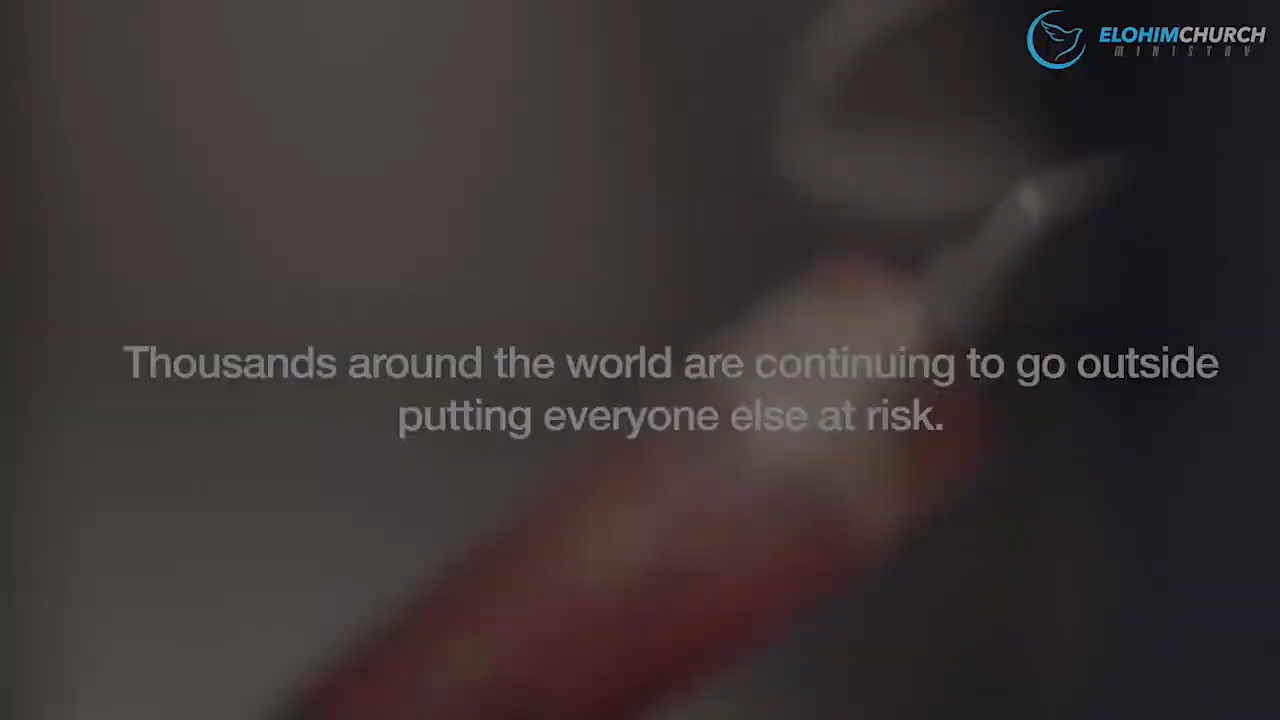 ELOHIMCHURCH
MINISTRY
Thousands around the world are continuing to go outside
putting everyone else at risk.